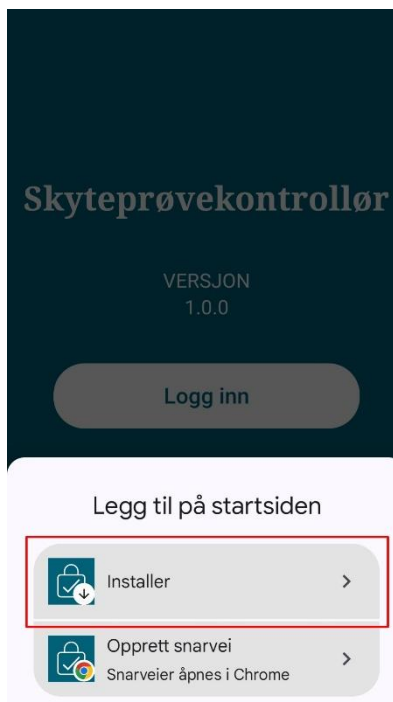 Skyteprøvekontrollør
VERSJON
1.0.0
Logg inn
Legg til på startsiden
Installer
Opprett snarvei
Snarveier åpnes i Chrome